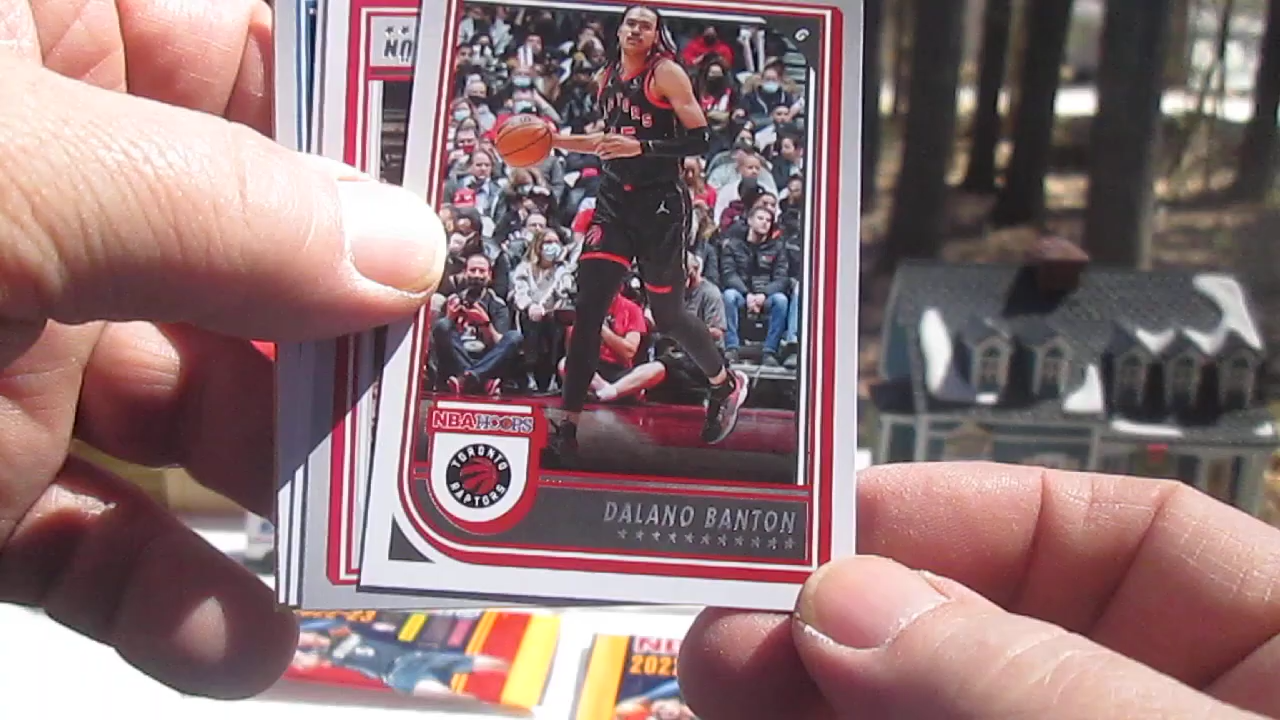 G
NBA HOOPS
TORONTO
RAPTORS
DALANO BANTON
2022